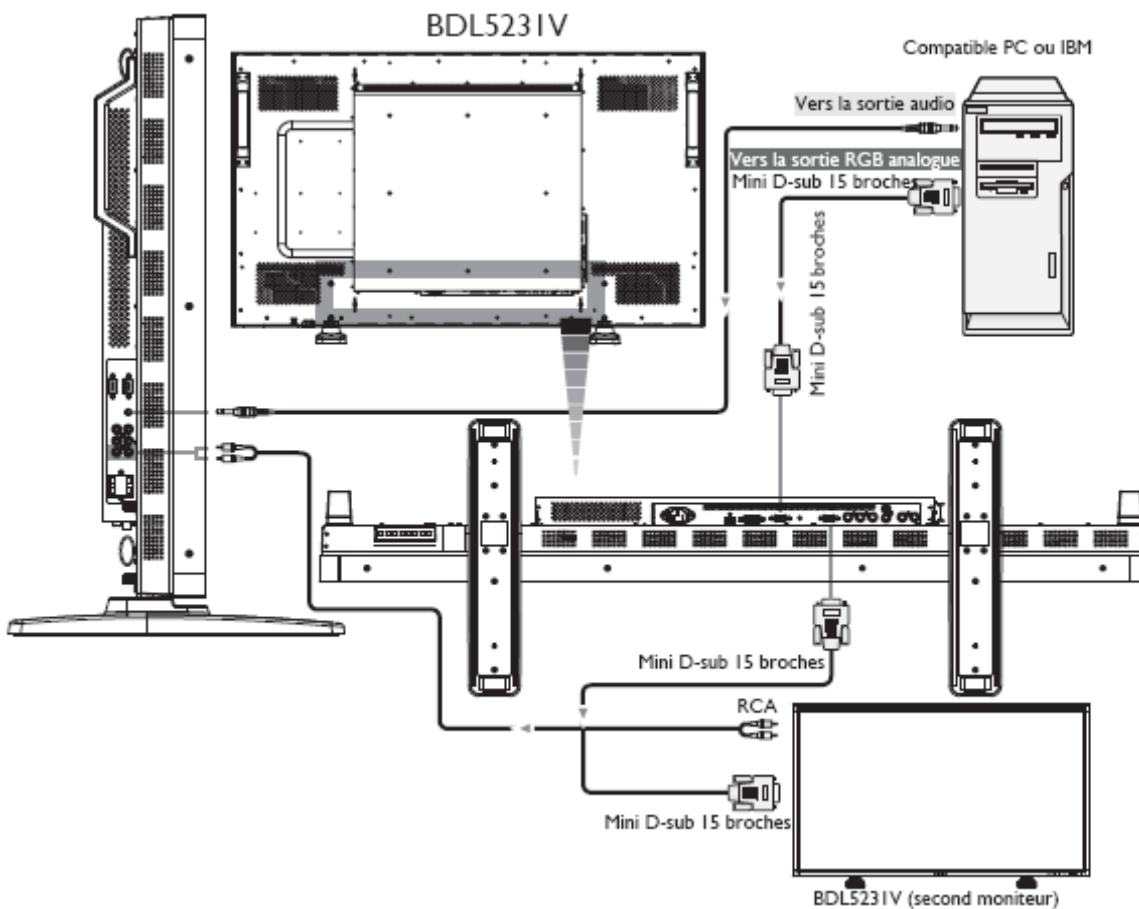 BDL5231V
Compatible PC ou IBM
Vers la sortie audio
Vers la sortie RGB analogue
Mini D-sub 15 broches
Mini D-sub 15 broches
Mini D-sub 15 broches
RCA
Mini D-sub 15 broches
BDL5231V (second moniteur)